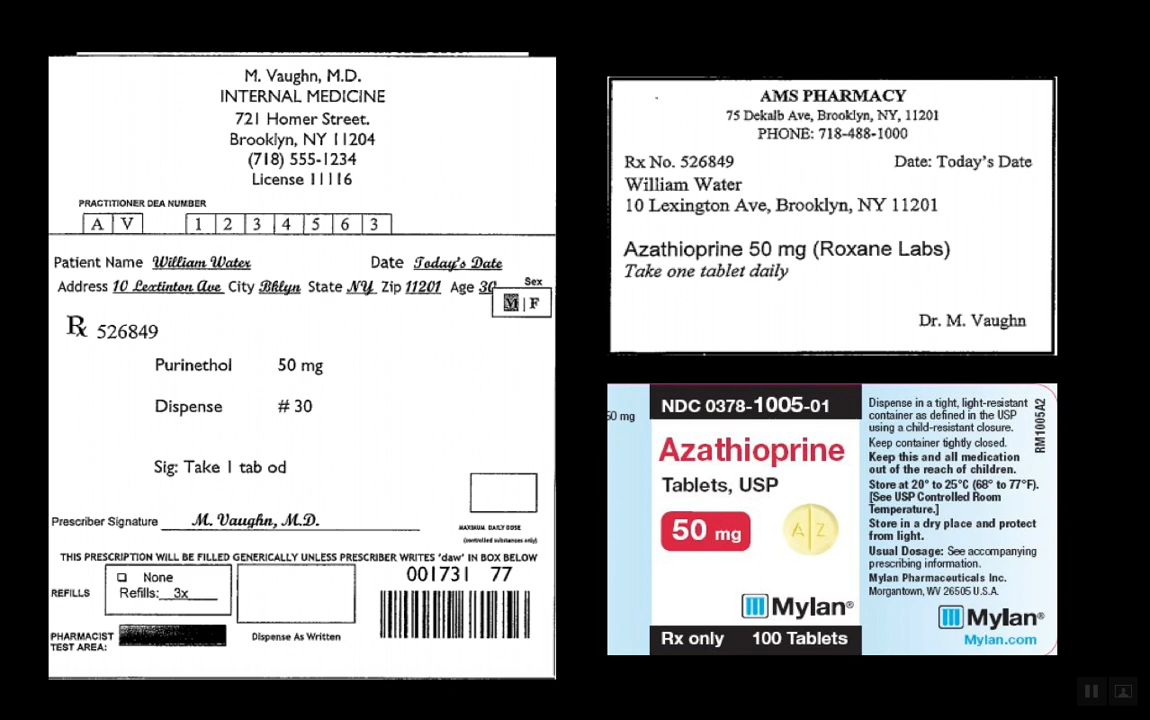 M. Vaughn, M.D.
INTERNAL MEDICINE
721 Homer Street.
Brooklyn, NY 11204
(718) 555-1234
License 11116
PRACTITIONER DEA NUMBER
A V 1 2 3 4 5 6 3
Patient Name William Water Date Today's Date
Address 10 Lextinton Ave City Bklyn State NY Zip 11201 Age 30
Sex
M | F
Rx 526849
Purinethol 50 mg
Dispense # 30
Sig: Take 1 tab od
Prescriber Signature M. Vaughn, M.D.
MAXIMUM DAILY DOSE
(controlled substances only)
THIS PRESCRIPTION WILL BE FILLED GENERICALLY UNLESS PRESCRIBER WRITES 'daw' IN BOX BELOW
REFILLS
None
Refills: 3x
001731 77
Dispense As Written
PHARMACIST
TEST AREA:
AMS PHARMACY
75 Dekalb Ave, Brooklyn, NY, 11201
PHONE: 718-488-1000
Rx No. 526849 Date: Today's Date
William Water
10 Lexington Ave, Brooklyn, NY 11201
Azathioprine 50 mg (Roxane Labs)
Take one tablet daily
Dr. M. Vaughn
mg
NDC 0378-1005-01
Azathioprine
Tablets, USP
50 mg
A Z
Mylan®
Rx only 100 Tablets
Dispense in a tight, light-resistant
container as defined in the USP
using a child-resistant closure.
Keep container tightly closed.
Keep this and all medication
out of the reach of children.
Store at 20° to 25°C (68° to 77°F).
[See USP Controlled Room
Temperature.]
Store in a dry place and protect
from light.
Usual Dosage: See accompanying
prescribing information.
Mylan Pharmaceuticals Inc.
Morgantown, WV 26505 U.S.A.
Mylan®
Mylan.com
RM1005A2